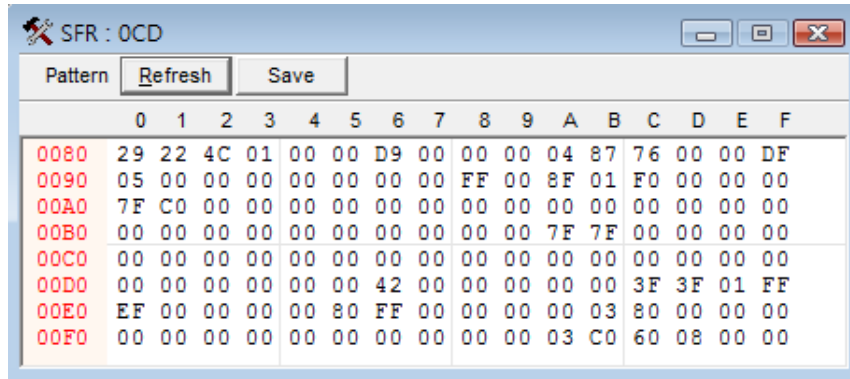 SFR : 0CD
Pattern Refresh Save
0 1 2 3 4 5 6 7 8 9 A B C D E F
0080 29 22 4C 01 00 00 D9 00 00 00 04 87 76 00 00 DF
0090 05 00 00 00 00 00 00 00 FF 00 8F 01 F0 00 00 00
00A0 7F C0 00 00 00 00 00 00 00 00 00 00 00 00 00 00
00B0 00 00 00 00 00 00 00 00 00 00 7F 7F 00 00 00 00
00C0 00 00 00 00 00 00 00 00 00 00 00 00 00 00 00 00
00D0 00 00 00 00 00 00 42 00 00 00 00 00 3F 3F 01 FF
00E0 EF 00 00 00 00 80 FF 00 00 00 00 03 80 00 00 00
00F0 00 00 00 00 00 00 00 00 00 00 03 C0 60 08 00 00